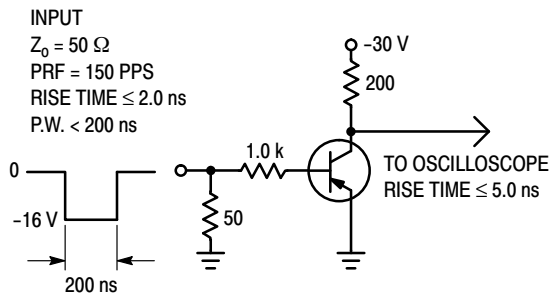 INPUT
Zo = 50 Ω
PRF = 150 PPS
RISE TIME ≤ 2.0 ns
P.W. < 200 ns
0
-16 V
200 ns
1.0 k
50
-30 V
200
TO OSCILLOSCOPE
RISE TIME ≤ 5.0 ns